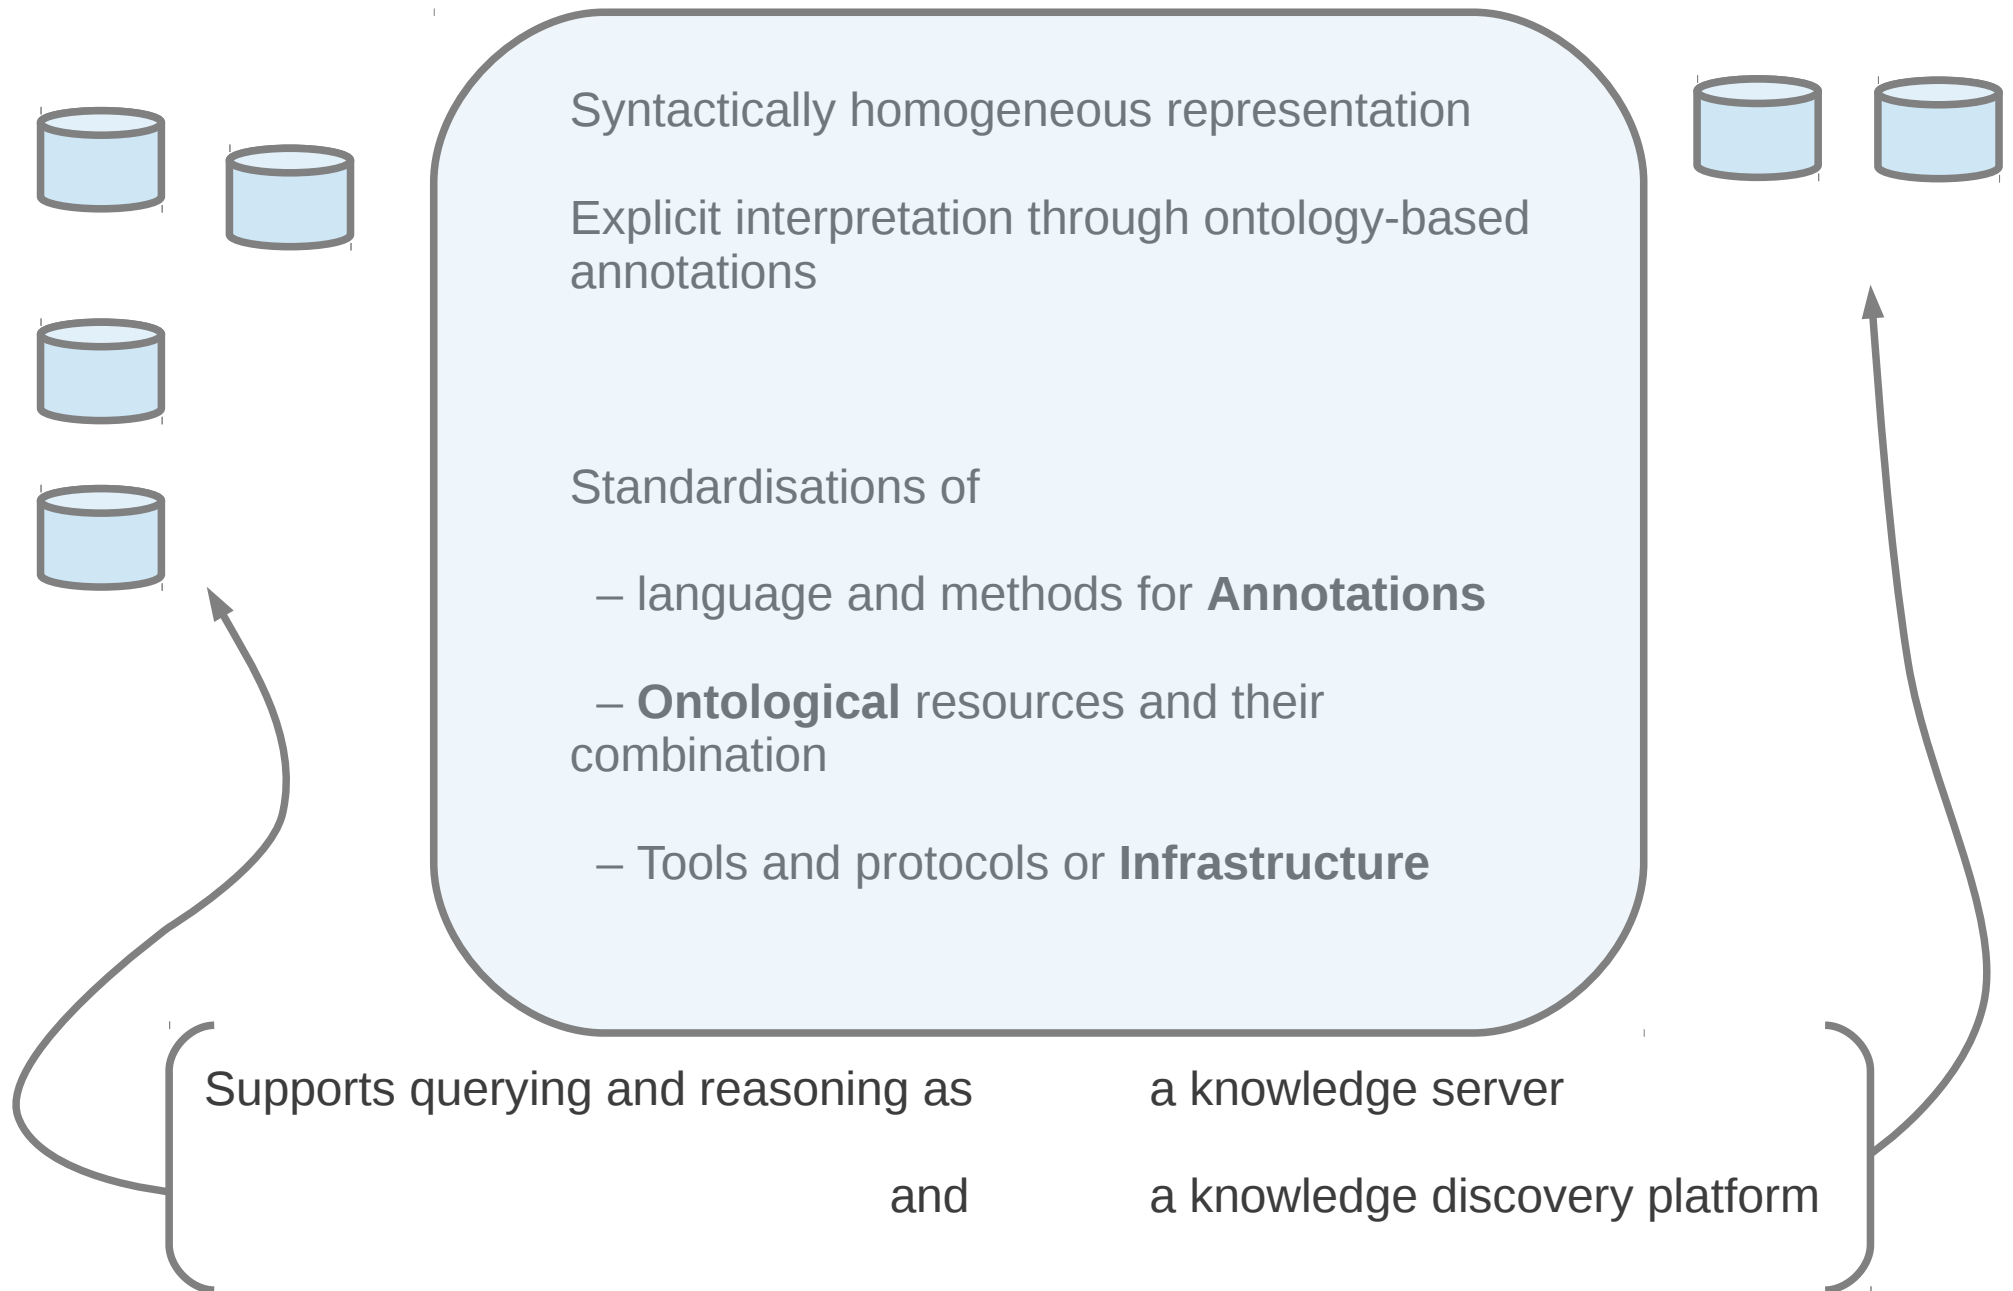 Syntactically homogeneous representation
Explicit interpretation through ontology-based
annotations
Standardisations of
– language and methods for Annotations
– Ontological resources and their
combination
– Tools and protocols or Infrastructure
Supports querying and reasoning as a knowledge server
and a knowledge discovery platform